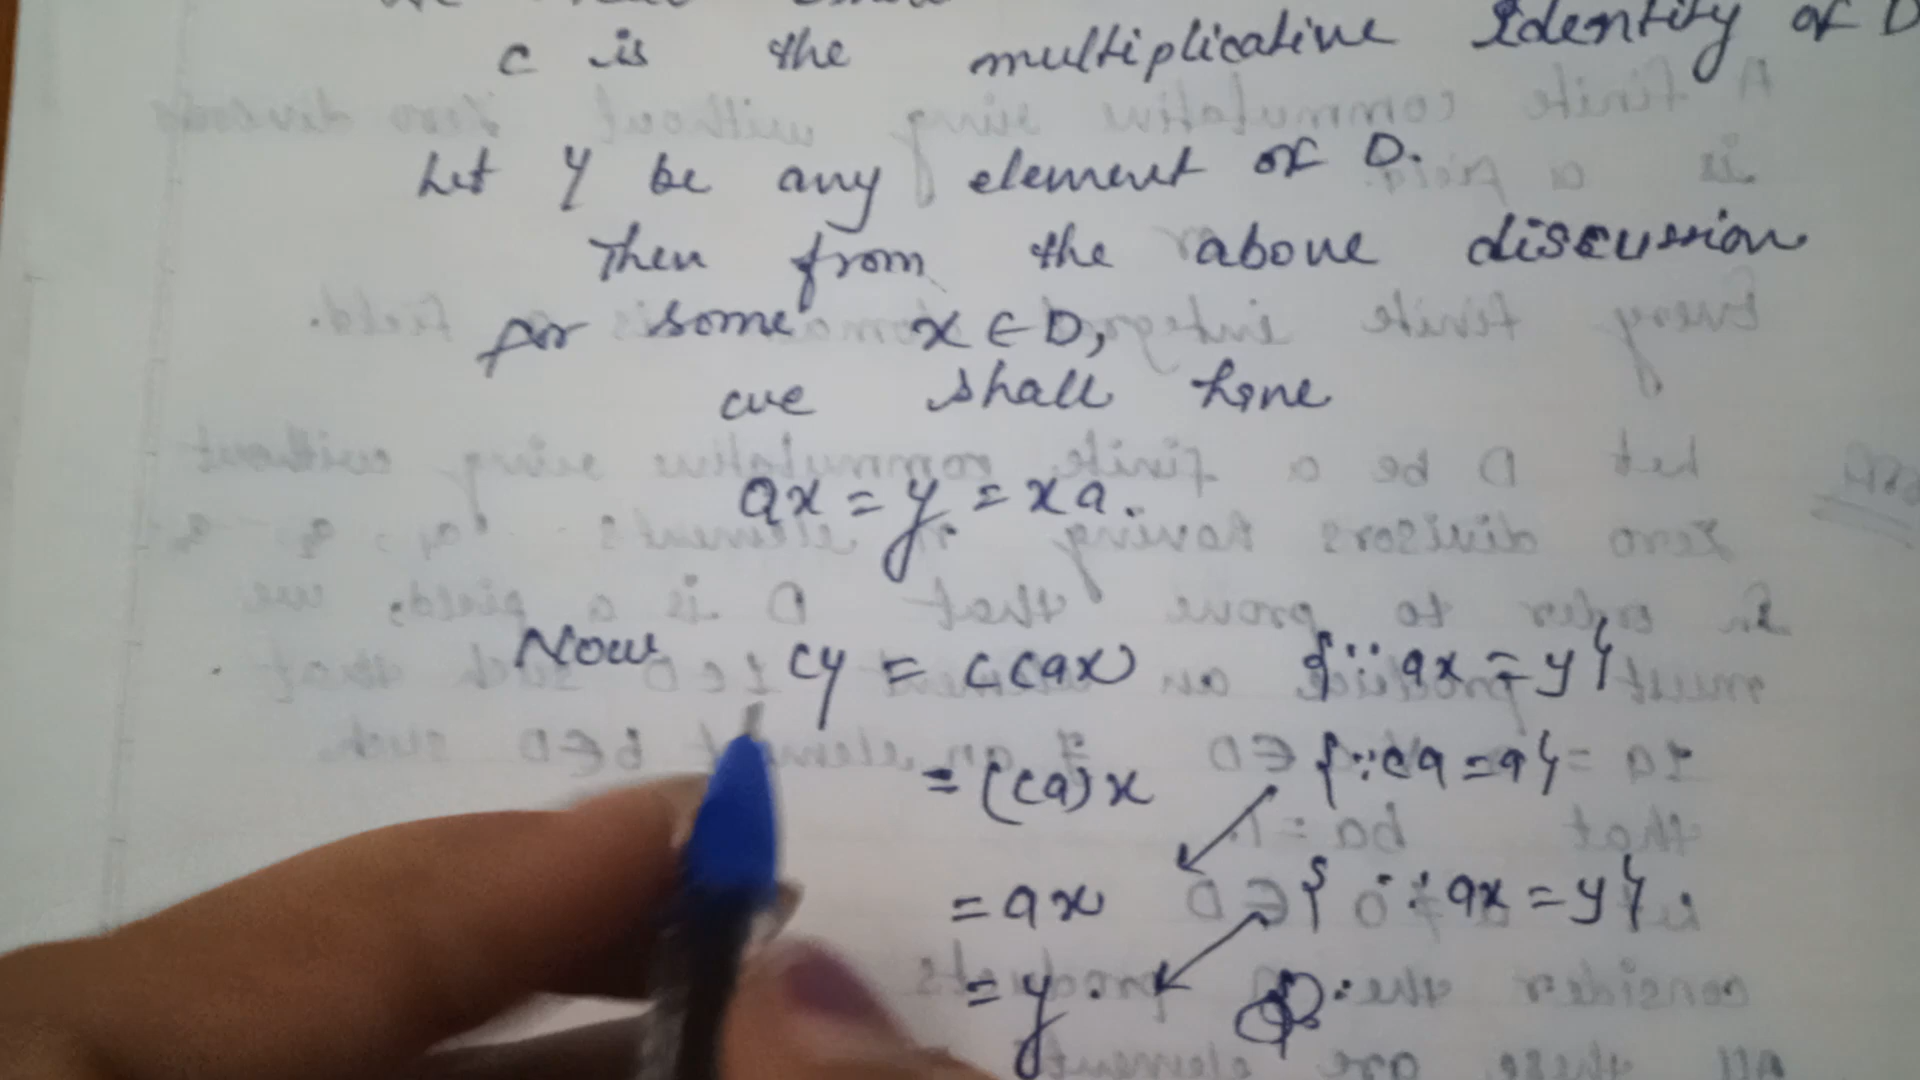 c is the multiplicative Identity of D
Let y be any element of D.
Then from the above discussion
for some x ∈ D,
we shall have
ax = y = xa.
Now cy = c(ax) {∵ ax = y}
= (ca)x {∵ ca = a}
= ax {∵ ax = y}
= y.